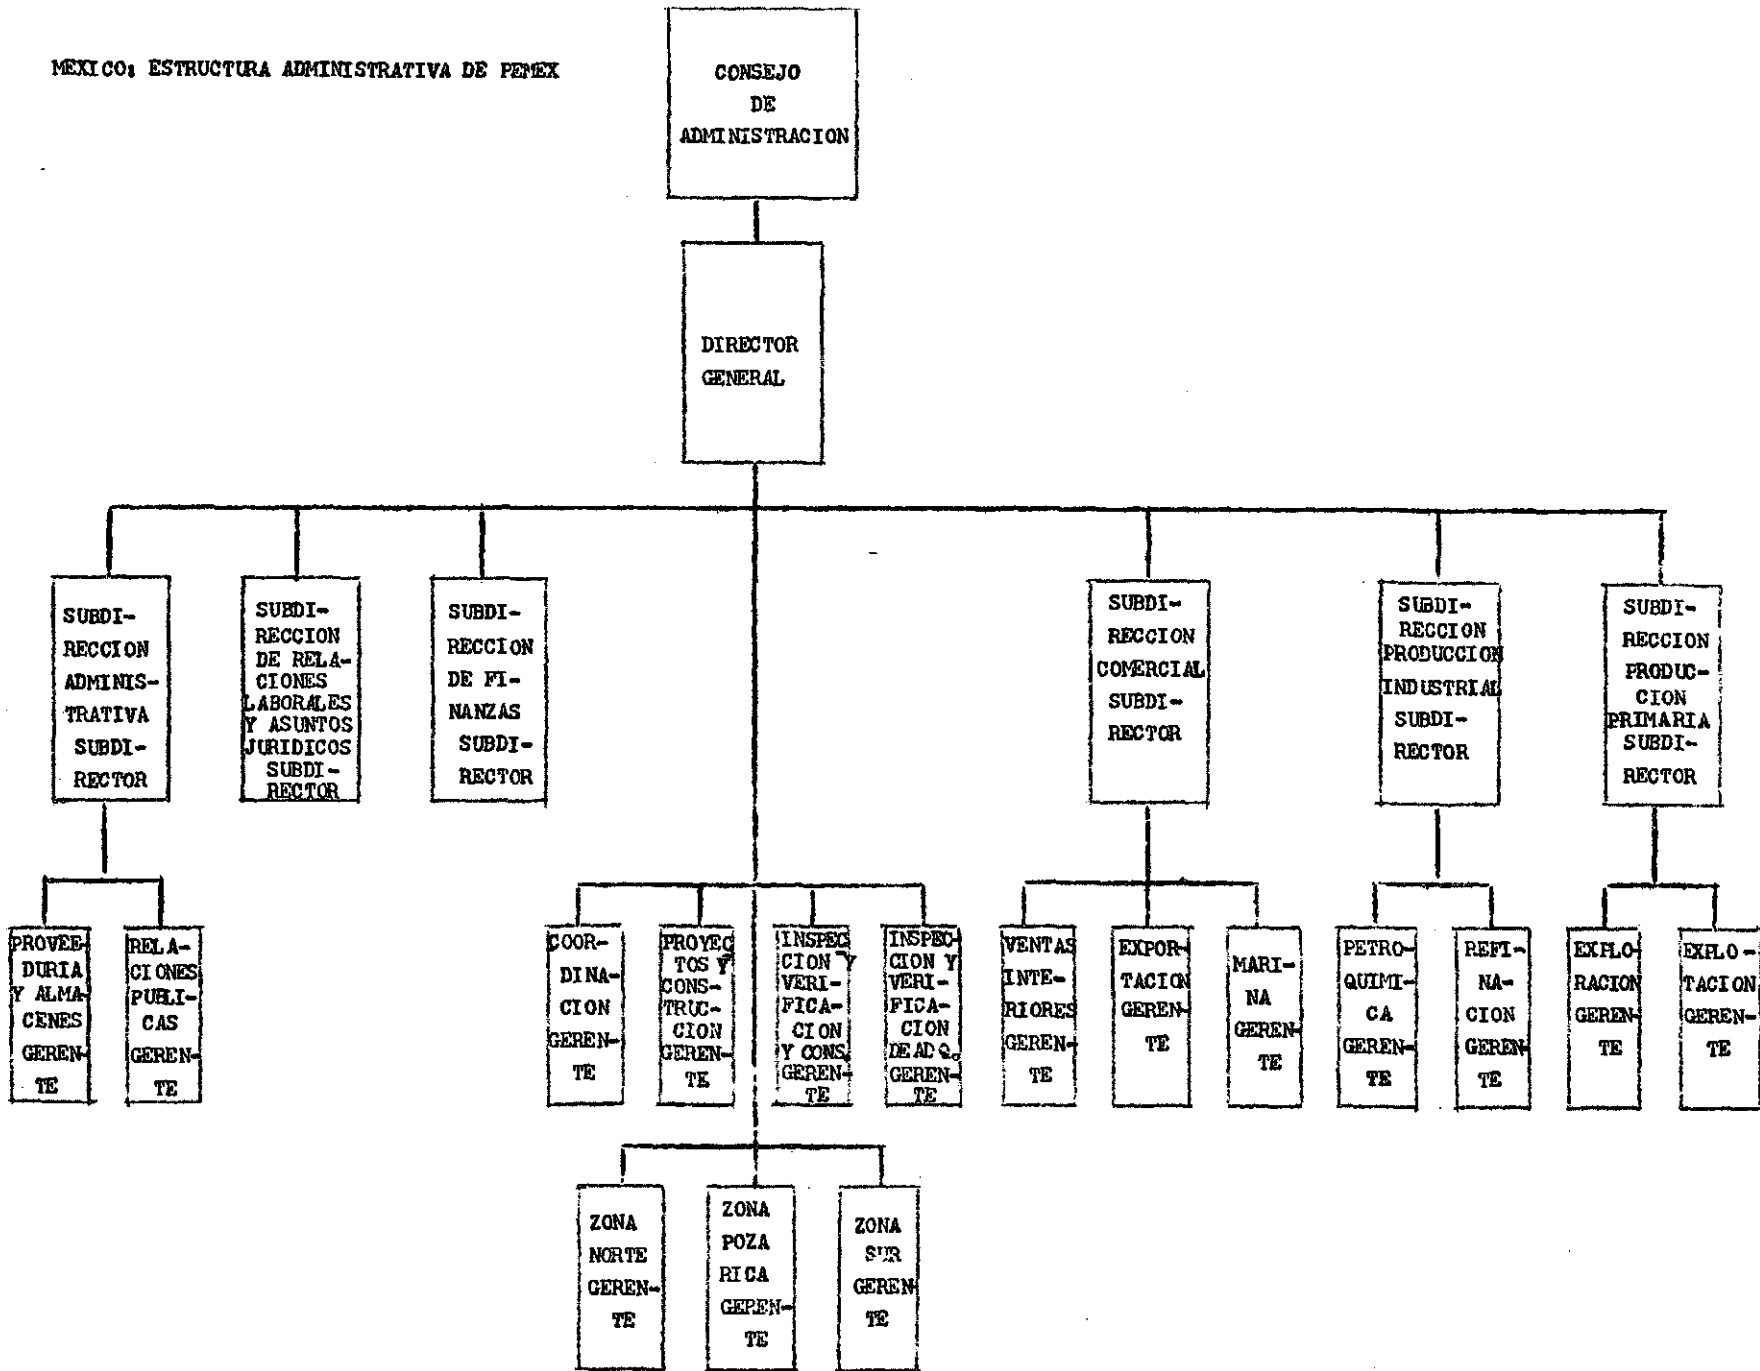 MEXICO: ESTRUCTURA ADMINISTRATIVA DE PEMEX
CONSEJO
DE
ADMINISTRACION
DIRECTOR
GENERAL
SUBDI-
RECCION
ADMINIS-
TRATIVA
SUBDI-
RECTOR
SUBDI-
RECCION
DE RELA-
CIONES
LABORALES
Y ASUNTOS
JURIDICOS
SUBDI-
RECTOR
SUBDI-
RECCION
DE FI-
NANZAS
SUBDI-
RECTOR
SUBDI-
RECCION
COMERCIAL
SUBDI-
RECTOR
SUBDI-
RECCION
PRODUCCION
INDUSTRIAL
SUBDI-
RECTOR
SUBDI-
RECCION
PRODUC-
CION
PRIMARIA
SUBDI-
RECTOR
PROVEE-
DURIA
Y ALMA-
CENES
GEREN-
TE
RELA-
CIONES
PUBLI-
CAS
GEREN-
TE
COOR-
DINA-
CION
GEREN-
TE
PROYEC
TOS Y
CONS-
TRUC-
CION
GEREN-
TE
INSPEC
CION Y
VERI-
FICA-
CION
Y CONS.
GEREN-
TE
INSPEC-
CION Y
VERI-
FICA-
CION
DE ADQ.
GEREN-
TE
VENTAS
INTE-
RIORES
GEREN-
TE
EXPOR-
TACION
GEREN-
TE
MARI-
NA
GERENTE
PETRO-
QUIMI-
CA
GEREN-
TE
REFI-
NA-
CION
GEREN-
TE
EXPLO-
RACION
GEREN-
TE
EXPLO-
TACION
GEREN-
TE
ZONA
NORTE
GEREN-
TE
ZONA
POZA
RICA
GEREN-
TE
ZONA
SUR
GEREN
TE